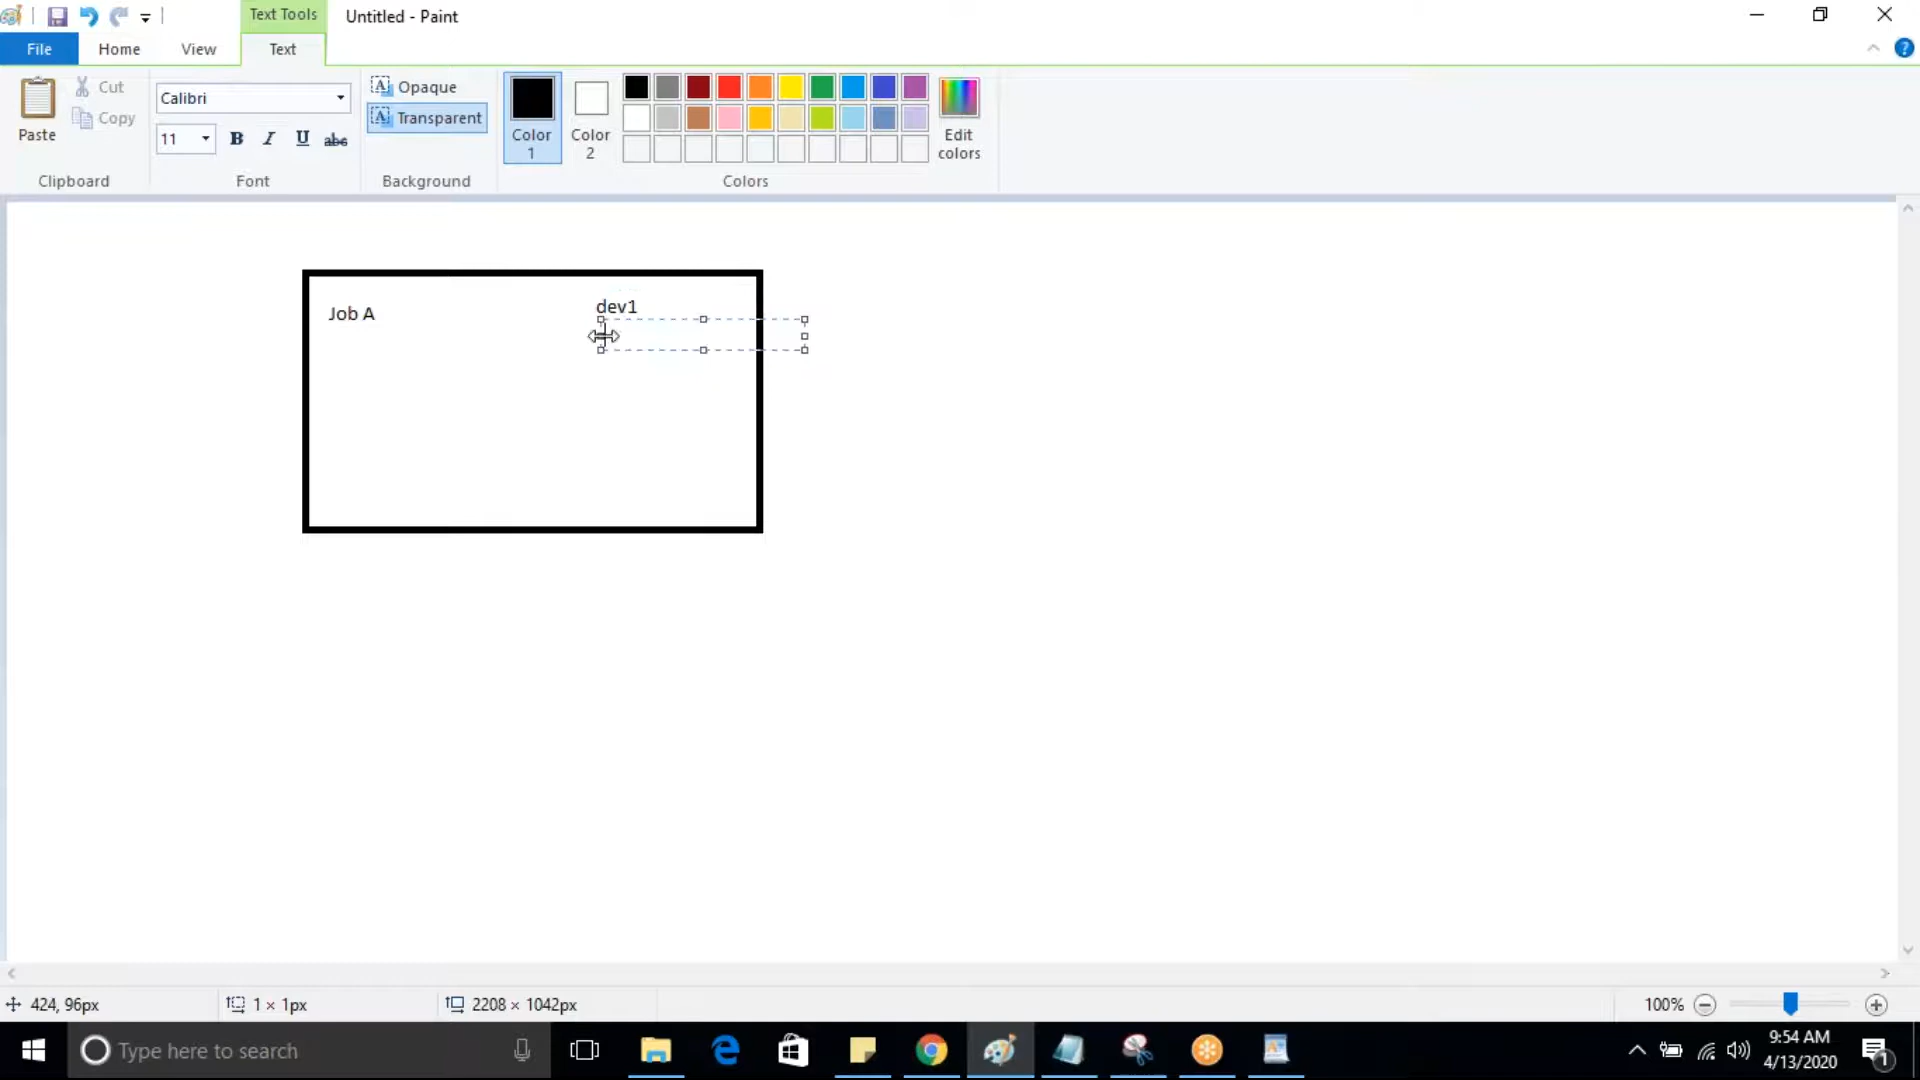 Text Tools
Untitled - Paint
File
Home
View
Text
Paste
Cut
Copy
Clipboard
Calibri
11
B I U abc
Font
Opaque
Transparent
Background
Color
1
Color
2
Edit
colors
Colors
Job A
dev1
424, 96px
1 × 1px
2208 × 1042px
100%
Type here to search
9:54 AM
4/13/2020
1